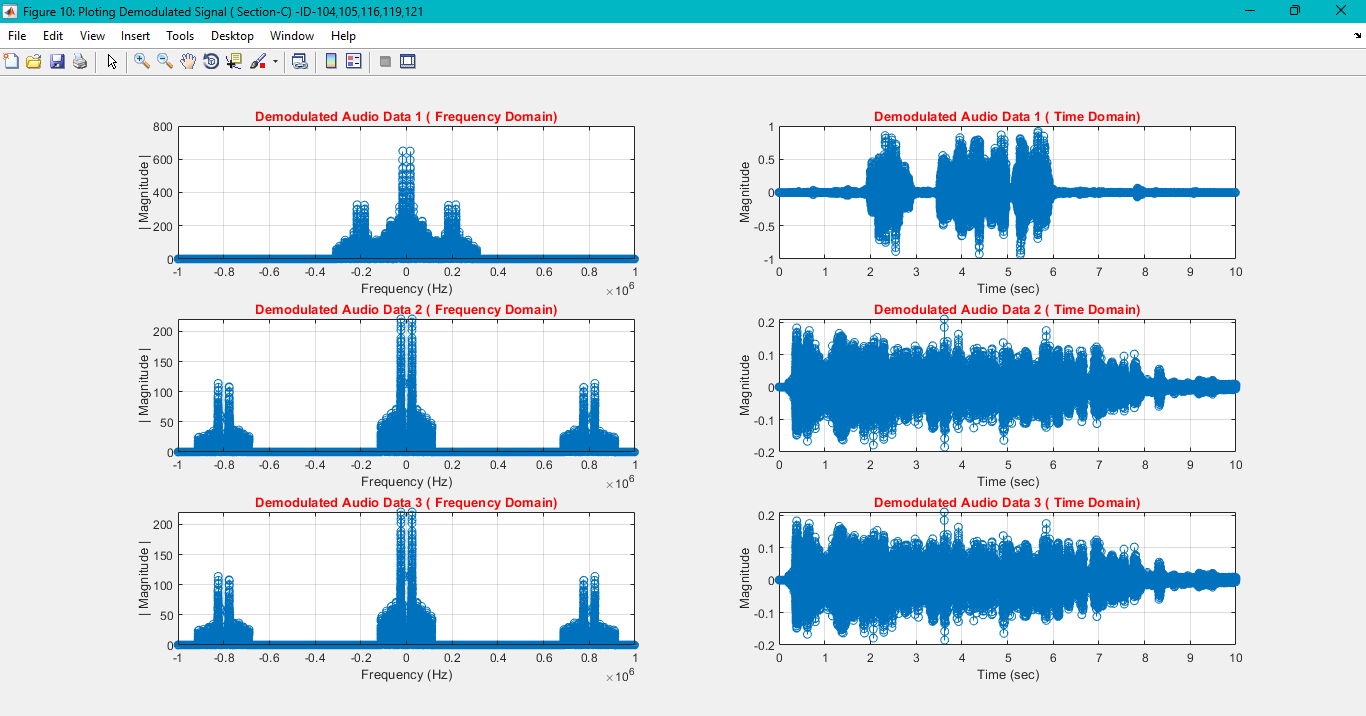 Figure 10: Ploting Demodulated Signal ( Section-C) -ID-104,105,116,119,121
File Edit View Insert Tools Desktop Window Help
Demodulated Audio Data 1 ( Frequency Domain)
| Magnitude |
800
600
400
200
0
-1 -0.8 -0.6 -0.4 -0.2 0 0.2 0.4 0.6 0.8 1
Frequency (Hz)
×10^6
Demodulated Audio Data 1 ( Time Domain)
Magnitude
1
0.5
0
-0.5
-1
0 1 2 3 4 5 6 7 8 9 10
Time (sec)
Demodulated Audio Data 2 ( Frequency Domain)
| Magnitude |
200
150
100
50
0
-1 -0.8 -0.6 -0.4 -0.2 0 0.2 0.4 0.6 0.8 1
Frequency (Hz)
×10^6
Demodulated Audio Data 2 ( Time Domain)
Magnitude
0.2
0.1
0
-0.1
-0.2
0 1 2 3 4 5 6 7 8 9 10
Time (sec)
Demodulated Audio Data 3 ( Frequency Domain)
| Magnitude |
200
150
100
50
0
-1 -0.8 -0.6 -0.4 -0.2 0 0.2 0.4 0.6 0.8 1
Frequency (Hz)
×10^6
Demodulated Audio Data 3 ( Time Domain)
Magnitude
0.2
0.1
0
-0.1
-0.2
0 1 2 3 4 5 6 7 8 9 10
Time (sec)